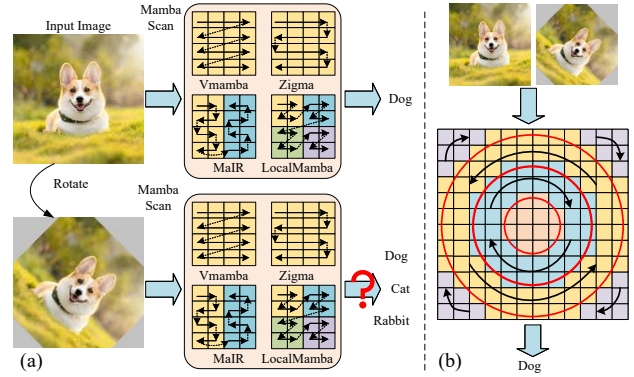 Input Image
Mamba
Scan
Vmamba
Zigma
MaIR
LocalMamba
Dog
Rotate
Mamba
Scan
Vmamba
Zigma
MaIR
LocalMamba
?
Dog
Cat
Rabbit
(a)
(b)
Dog